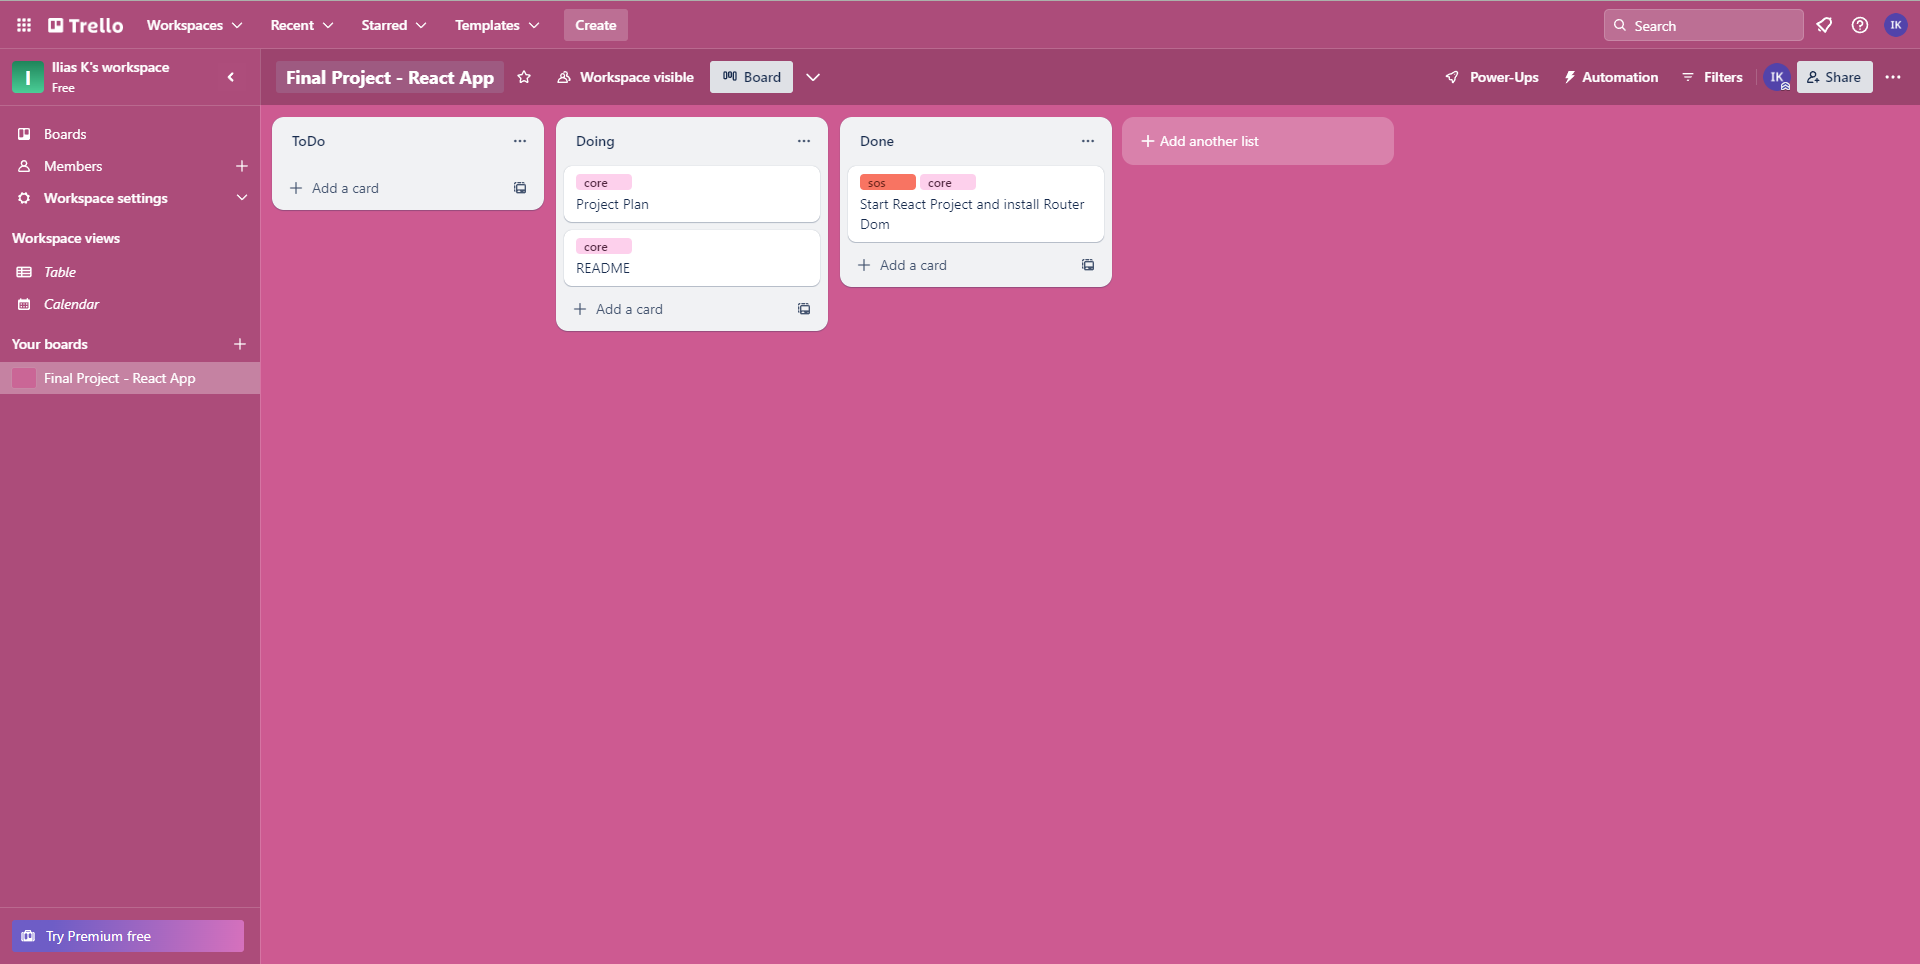 Trello
Workspaces
Recent
Starred
Templates
Create
Search
IK
I
Ilias K's workspace
Free
Final Project - React App
Workspace visible
Board
Power-Ups
Automation
Filters
IK
Share
Boards
Members
Workspace settings
Workspace views
Table
Calendar
Your boards
Final Project - React App
Try Premium free
ToDo
Add a card
Doing
core
Project Plan
core
README
Add a card
Done
sos core
Start React Project and install Router
Dom
Add a card
Add another list